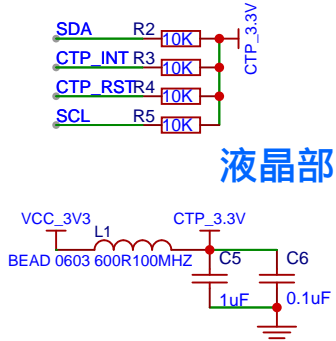 SDA R2 10K
CTP_INT R3 10K
CTP_RST R4 10K
SCL R5 10K
CTP_3.3V
液晶部
VCC_3V3 L1 CTP_3.3V
BEAD 0603 600R100MHZ C5 C6
1uF 0.1uF